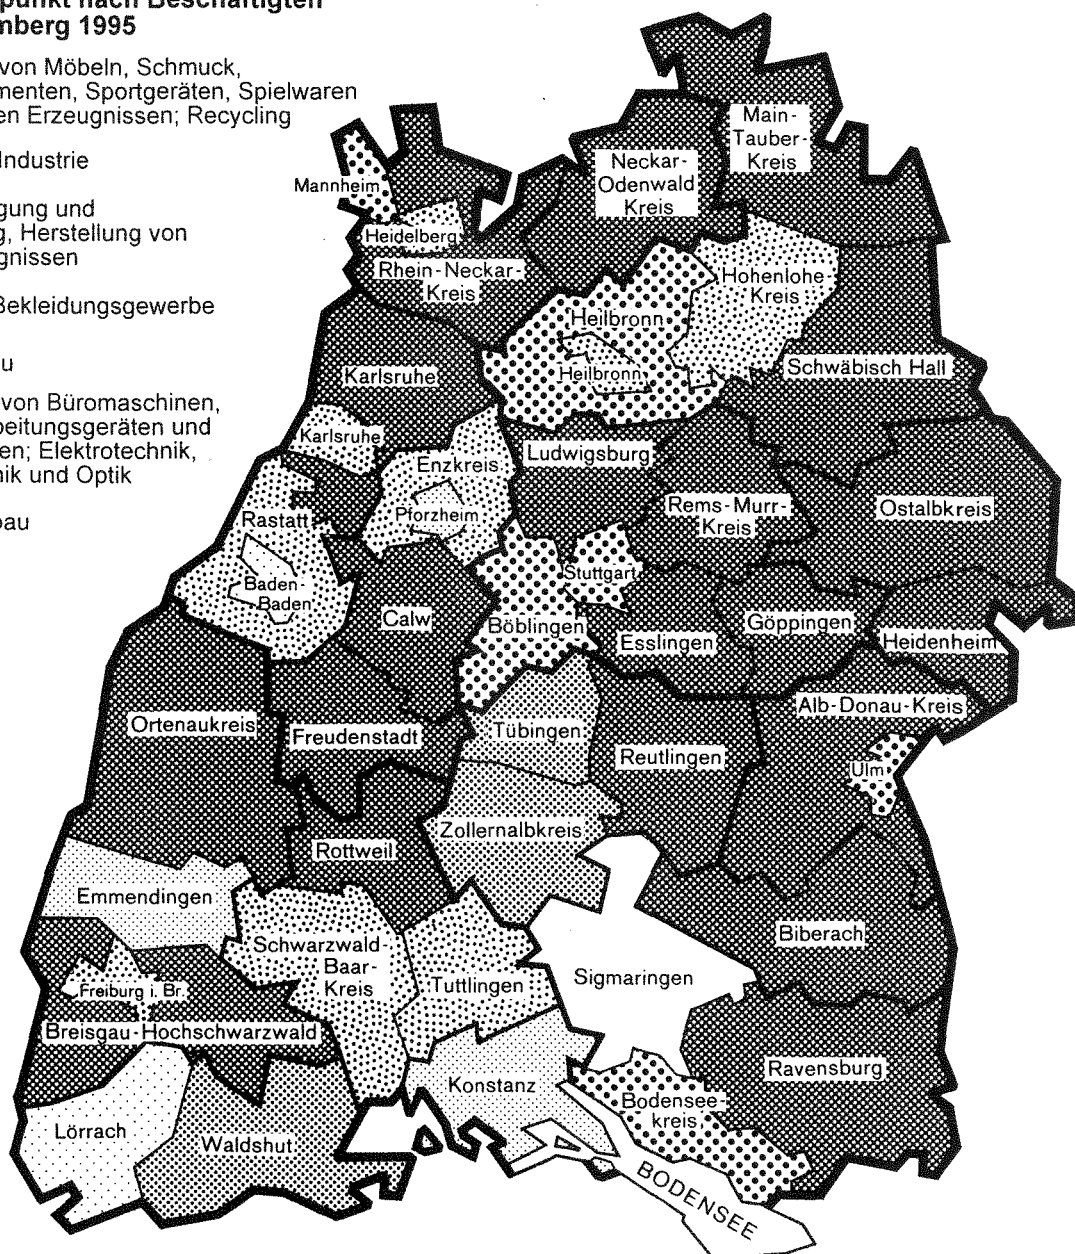 punkt nach Beschäftigten
nberg 1995
von Möbeln, Schmuck,
menten, Sportgeräten, Spielwaren
en Erzeugnissen; Recycling
Industrie
gung und
g, Herstellung von
gnissen
Bekleidungsgewerbe
u
von Büromaschinen,
beitungsgeräten und
en; Elektrotechnik,
nik und Optik
bau
Main-
Tauber-
Kreis
Neckar-
Odenwald
Kreis
Mannheim
Heidelberg
Rhein-Neckar-
Kreis
Hohenlohe-
Kreis
Heilbronn
Heilbronn
Schwäbisch Hall
Karlsruhe
Karlsruhe
Enzkreis
Ludwigsburg
Pforzheim
Rems-Murr-
Kreis
Ostalbkreis
Rastatt
Baden-
Baden
Stuttgart
Calw
Böblingen
Esslingen
Göppingen
Heidenheim
Alb-Donau-Kreis
Ortenaukreis
Freudenstadt
Tübingen
Reutlingen
Ulm
Zollernalbkreis
Rottweil
Emmendingen
Biberach
Schwarzwald-
Baar-
Kreis
Tuttlingen
Sigmaringen
Freiburg i. Br.
Breisgau-Hochschwarzwald
Ravensburg
Konstanz
Bodensee-
kreis
Lörrach
Waldshut
BODENSEE